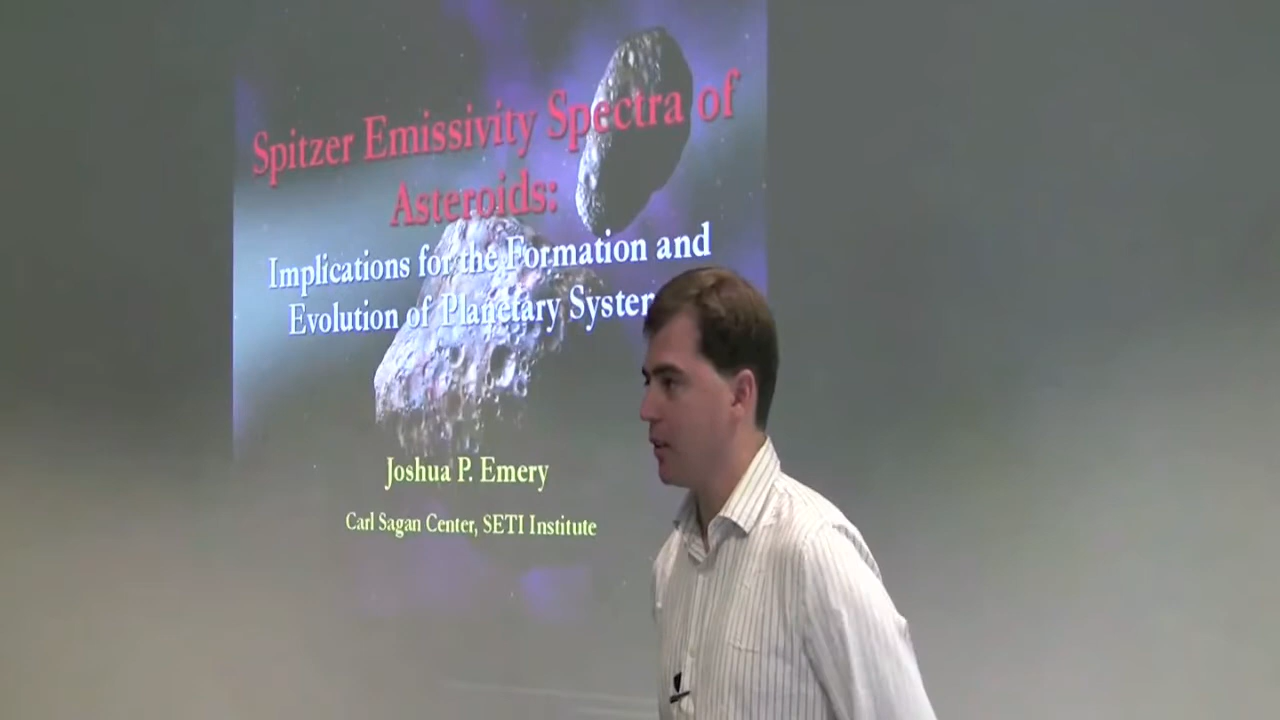 Spitzer Emissivity Spectra of
Asteroids:
Implications for the Formation and
Evolution of Planetary Syster
Joshua P. Emery
Carl Sagan Center, SETI Institute